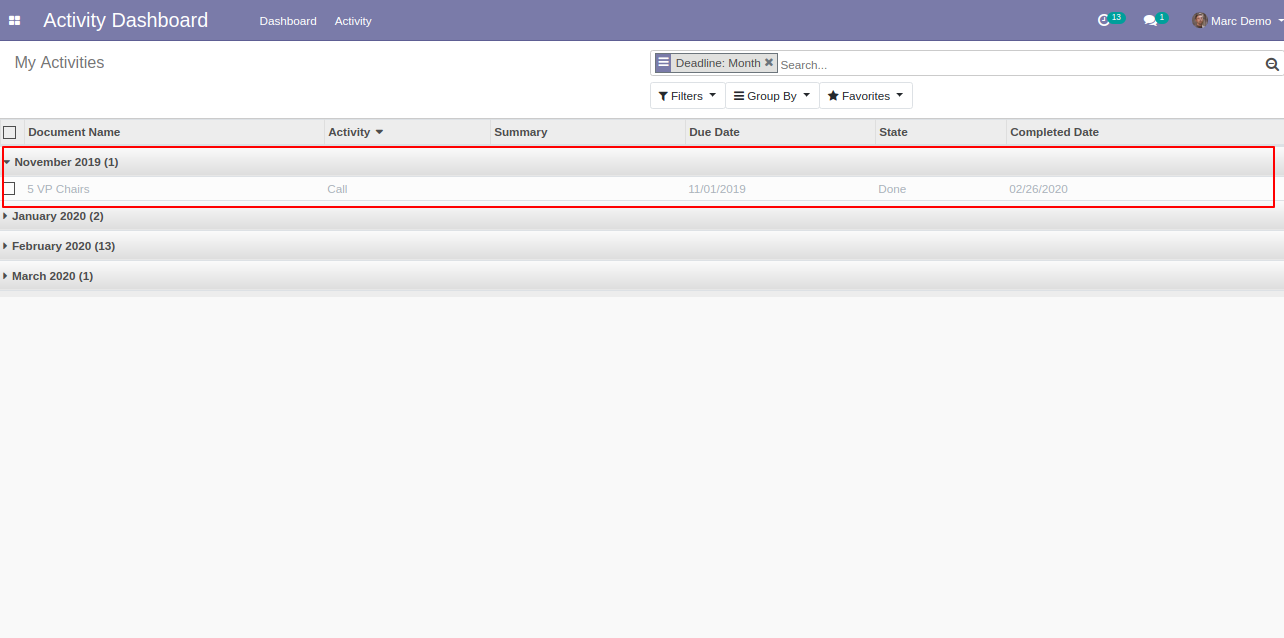 Activity Dashboard Dashboard Activity 13 1 Marc Demo
My Activities
Deadline: Month Search...
Filters Group By Favorites
Document Name Activity Summary Due Date State Completed Date
November 2019 (1)
5 VP Chairs Call 11/01/2019 Done 02/26/2020
January 2020 (2)
February 2020 (13)
March 2020 (1)